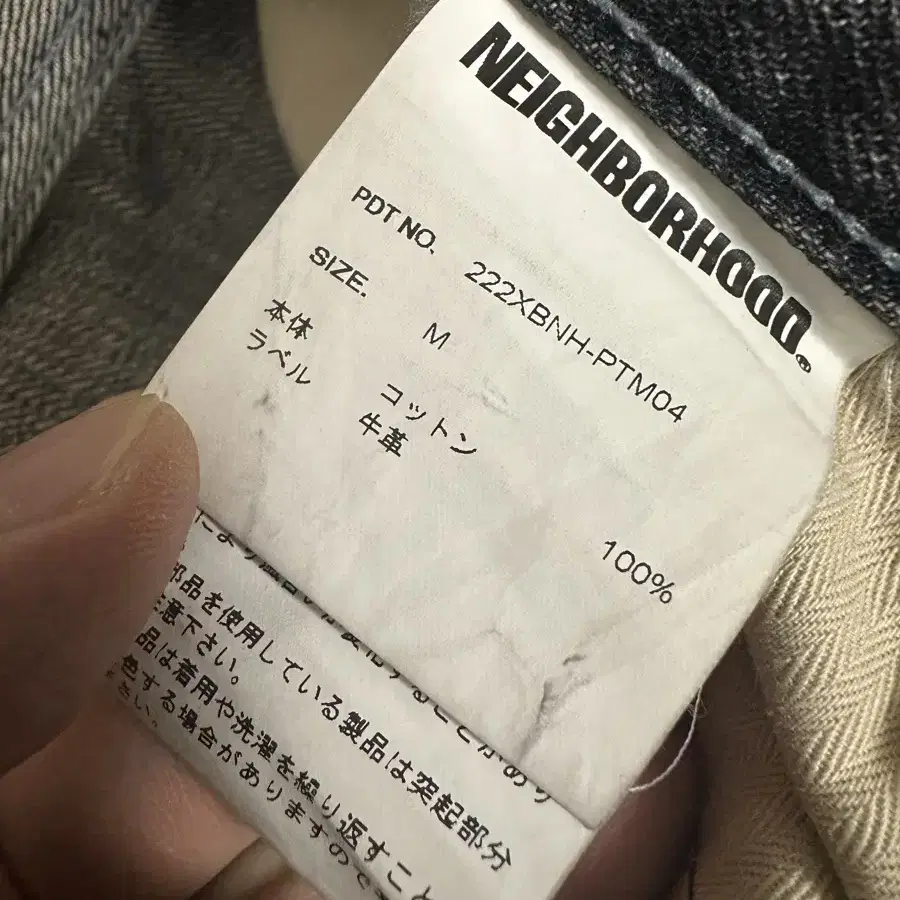 NEIGHBORHOOD®
PDT NO. 222XBNH-PTM04
SIZE. M
本体 コットン 100%
ラベル 牛革
部品を使用している製品は突起部分
注意下さい。
品は着用や洗濯を繰り返すこと
色する場合がありますので